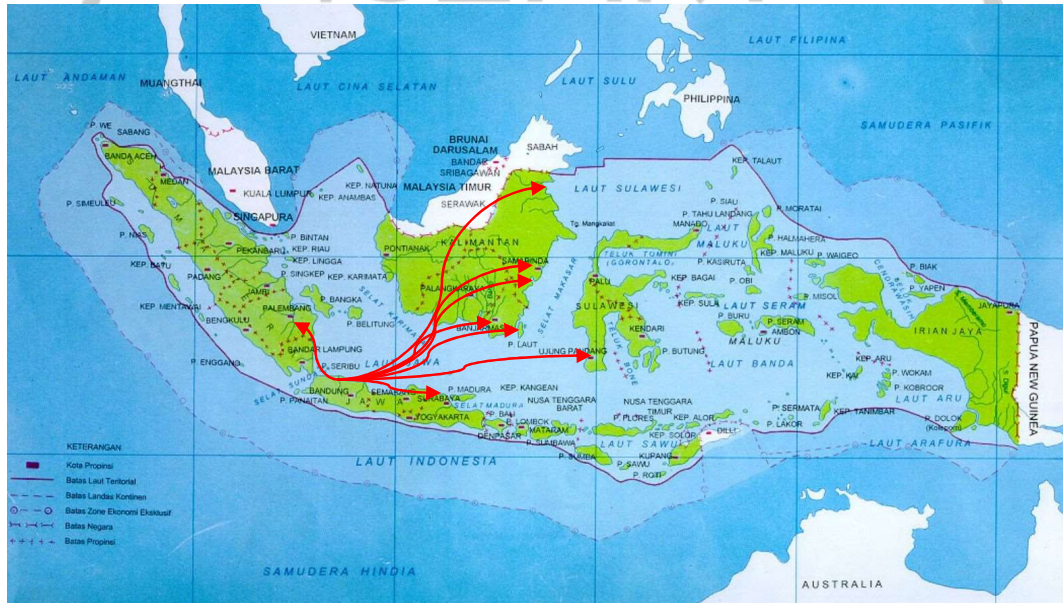 VIETNAM
LAUT FILIPINA
LAUT ANDAMAN
MUANGTHAI
LAUT CINA SELATAN
LAUT SULU
PHILIPPINA
SAMUDERA PASIFIK
P. WE
SABANG
BANDA ACEH
BRUNAI
DARUSALAM
BANDAR
SRIBAGAWAN
SABAH
MEDAN
MALAYSIA BARAT
KUALA LUMPUR
KEP. NATUNA
KEP. ANAMBAS
MALAYSIA TIMUR
SERAWAK
LAUT SULAWESI
KEP. TALAUT
P. SIMEULEU
SINGAPURA
P. SIAU
P. TAHU LANDANG
MANADO
P. MORATAI
P. NIAS
P. BINTAN
KEP. RIAU
KEP. LINGGA
P. SINGKEP
PEKANBARU
PONTIANAK
KALIMANTAN
Tg. Mangkaliat
LAUT
MALUKU
P. HALMAHERA
KEP. MALUKU
P. WAIGEO
TELUK TOMINI
(GORONTALO)
P. KASIRUTA
KEP. BATU
PADANG
KEP. KARIMATA
SAMARINDA
PALU
KEP. BAGAI
P. OBI
P. BIAK
P. YAPEN
JAMBI
PALANGKARAYA
SELAT MAKASAR
SULAWESI
KEP. SULA
LAUT SERAM
P. MISOL
JAYAPURA
KEP. MENTAWAI
P. BANGKA
PALEMBANG
P. BELITUNG
BENGKULU
KENDARI
P. BURU
P. SERAM
AMBON
MALUKU
IRIAN JAYA
PAPUA NEW GUINEA
P. LAUT
BANDAR LAMPUNG
P. ENGGANO
P. SERIBU
UJUNG PANDANG
TELUK BONE
P. BUTUNG
LAUT BANDA
KEP. ARU
KEP. KAI
P. WOKAM
P. KOBROOR
LAUT ARU
SELAT SUNDA
P. PANAITAN
BANDUNG
SEMARANG
JAWA
SURABAYA
YOGYAKARTA
P. MADURA
SELAT MADURA
KEP. KANGEAN
NUSA TENGGARA
BARAT
NUSA TENGGARA
TIMUR
P. BALI
P. LOMBOK
DENPASAR
MATARAM
P. SUMBAWA
P. FLORES
KEP. ALOR
KEP. SOLOR
DILLI
P. SERMATA
P. LAKOR
KEP. TANIMBAR
P. DOLOK
LAUT SAWU
KUPANG
P. SUMBA
P. SAWU
P. ROTI
LAUT ARAFURA
LAUT INDONESIA
KETERANGAN
Kota Propinsi
Batas Laut Teritorial
Batas Landas Kontinen
Batas Zone Ekonomi Eksklusif
Batas Negara
Batas Propinsi
SAMUDERA HINDIA
AUSTRALIA